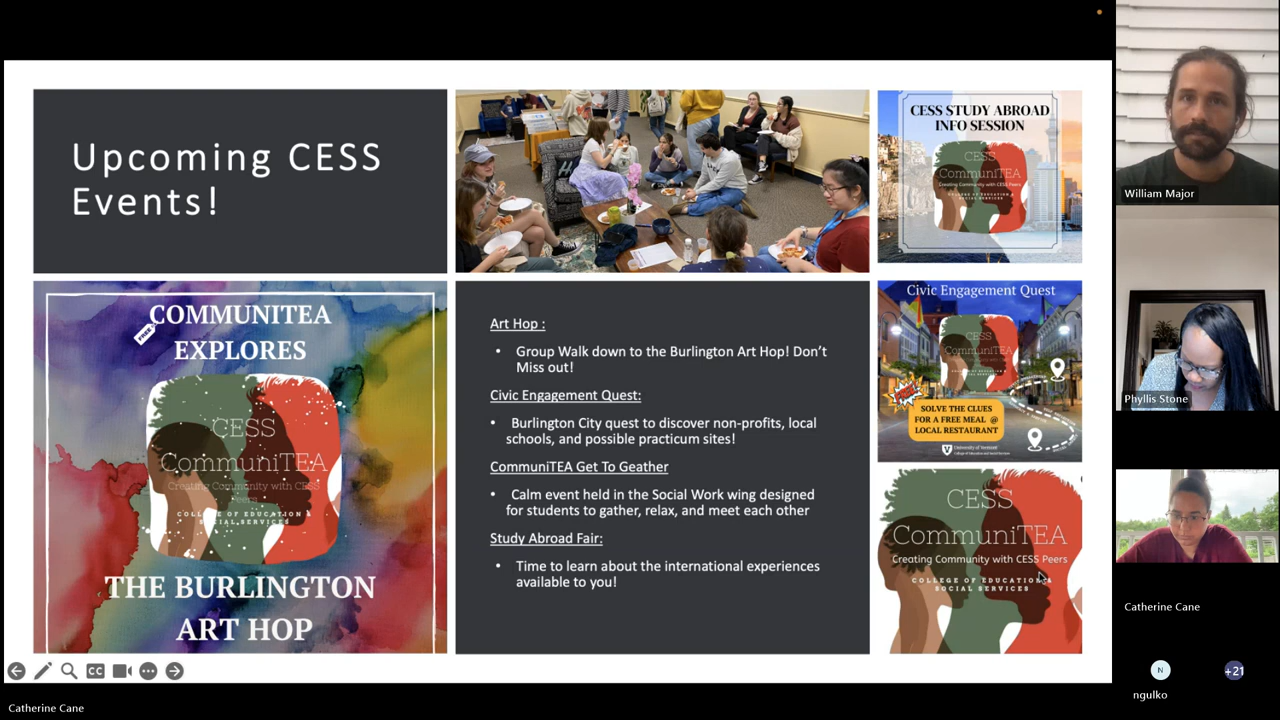 Upcoming CESS
Events!
CESS STUDY ABROAD
INFO SESSION
CESS
CommuniTEA
Creating Community with CESS Peers
COLLEGE OF EDUCATION &
SOCIAL SERVICES
COMMUNITEA
FREE
EXPLORES
CESS
CommuniTEA
Creating Community with CESS
Peers
COLLEGE OF EDUCATION &
SOCIAL SERVICES
THE BURLINGTON
ART HOP
Art Hop :
• Group Walk down to the Burlington Art Hop! Don’t
Miss out!
Civic Engagement Quest:
• Burlington City quest to discover non-profits, local
schools, and possible practicum sites!
CommuniTEA Get To Geather
• Calm event held in the Social Work wing designed
for students to gather, relax, and meet each other
Study Abroad Fair:
• Time to learn about the international experiences
available to you!
Civic Engagement Quest
CESS
CommuniTEA
SOLVE THE CLUES
FOR A FREE MEAL @
LOCAL RESTAURANT
University of Vermont
College of Education and Social Services
CESS
CommuniTEA
Creating Community with CESS Peers
COLLEGE OF EDUCATION &
SOCIAL SERVICES
CC
Catherine Cane
William Major
Phyllis Stone
Catherine Cane
N
+21
ngulko